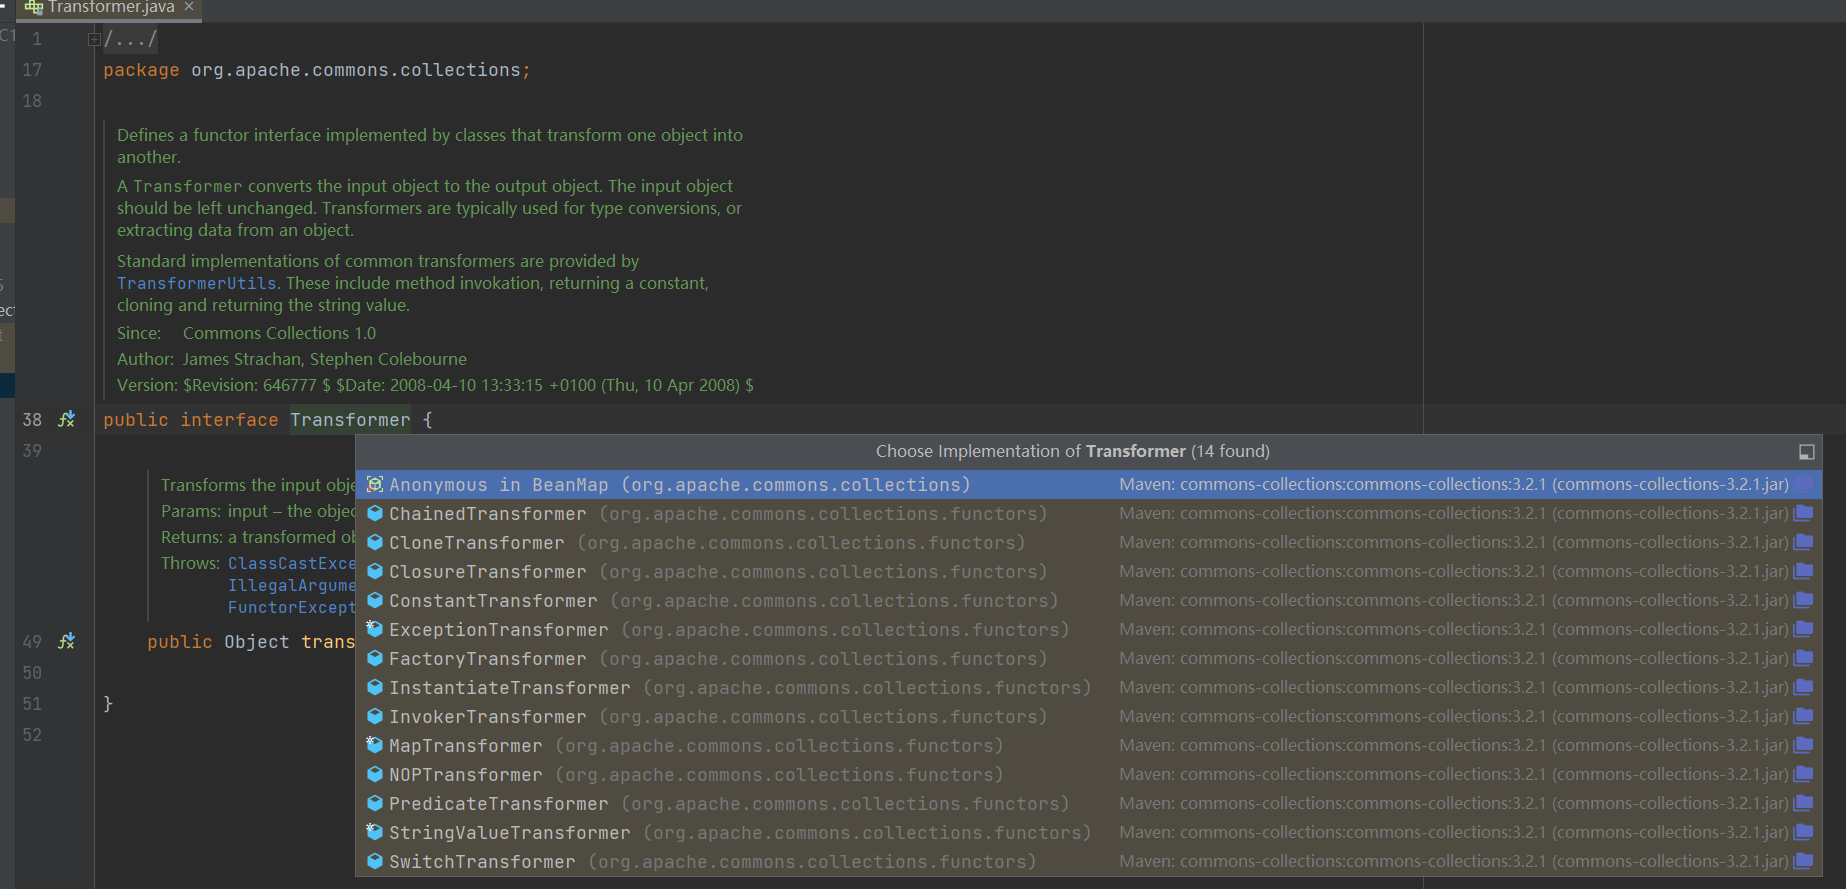 Transformer.java ×
1 /.../
17 package org.apache.commons.collections;
18
Defines a functor interface implemented by classes that transform one object into
another.
A Transformer converts the input object to the output object. The input object
should be left unchanged. Transformers are typically used for type conversions, or
extracting data from an object.
Standard implementations of common transformers are provided by
TransformerUtils. These include method invokation, returning a constant,
cloning and returning the string value.
Since: Commons Collections 1.0
Author: James Strachan, Stephen Colebourne
Version: $Revision: 646777 $ $Date: 2008-04-10 13:33:15 +0100 (Thu, 10 Apr 2008) $
38 public interface Transformer {
39
Choose Implementation of Transformer (14 found)
Anonymous in BeanMap (org.apache.commons.collections) Maven: commons-collections:commons-collections:3.2.1 (commons-collections-3.2.1.jar)
ChainedTransformer (org.apache.commons.collections.functors) Maven: commons-collections:commons-collections:3.2.1 (commons-collections-3.2.1.jar)
CloneTransformer (org.apache.commons.collections.functors) Maven: commons-collections:commons-collections:3.2.1 (commons-collections-3.2.1.jar)
ClosureTransformer (org.apache.commons.collections.functors) Maven: commons-collections:commons-collections:3.2.1 (commons-collections-3.2.1.jar)
ConstantTransformer (org.apache.commons.collections.functors) Maven: commons-collections:commons-collections:3.2.1 (commons-collections-3.2.1.jar)
ExceptionTransformer (org.apache.commons.collections.functors) Maven: commons-collections:commons-collections:3.2.1 (commons-collections-3.2.1.jar)
FactoryTransformer (org.apache.commons.collections.functors) Maven: commons-collections:commons-collections:3.2.1 (commons-collections-3.2.1.jar)
InstantiateTransformer (org.apache.commons.collections.functors) Maven: commons-collections:commons-collections:3.2.1 (commons-collections-3.2.1.jar)
InvokerTransformer (org.apache.commons.collections.functors) Maven: commons-collections:commons-collections:3.2.1 (commons-collections-3.2.1.jar)
MapTransformer (org.apache.commons.collections.functors) Maven: commons-collections:commons-collections:3.2.1 (commons-collections-3.2.1.jar)
NOPTransformer (org.apache.commons.collections.functors) Maven: commons-collections:commons-collections:3.2.1 (commons-collections-3.2.1.jar)
PredicateTransformer (org.apache.commons.collections.functors) Maven: commons-collections:commons-collections:3.2.1 (commons-collections-3.2.1.jar)
StringValueTransformer (org.apache.commons.collections.functors) Maven: commons-collections:commons-collections:3.2.1 (commons-collections-3.2.1.jar)
SwitchTransformer (org.apache.commons.collections.functors) Maven: commons-collections:commons-collections:3.2.1 (commons-collections-3.2.1.jar)
Transforms the input obje
Params: input – the objec
Returns: a transformed ob
Throws: ClassCastExce
IllegalArgume
FunctorExcept
49 public Object trans
50
51 }
52